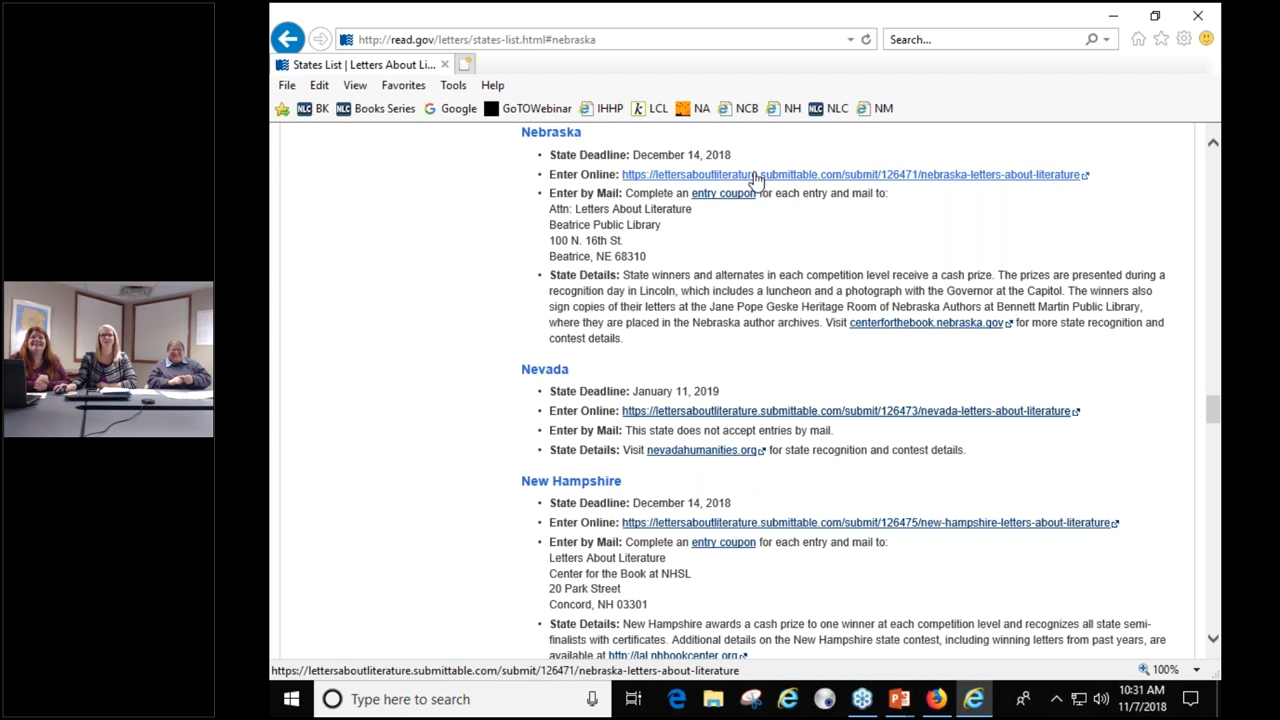 http://read.gov/letters/states-list.html#nebraska
Search...
States List | Letters About Li...
File Edit View Favorites Tools Help
NLC BK NLC Books Series Google GoTOWebinar IHHP LCL NA NCB NH NLC NLC NM
Nebraska
• State Deadline: December 14, 2018
• Enter Online: https://lettersaboutliterature.submittable.com/submit/126471/nebraska-letters-about-literature
• Enter by Mail: Complete an entry coupon for each entry and mail to:
Attn: Letters About Literature
Beatrice Public Library
100 N. 16th St.
Beatrice, NE 68310
• State Details: State winners and alternates in each competition level receive a cash prize. The prizes are presented during a
recognition day in Lincoln, which includes a luncheon and a photograph with the Governor at the Capitol. The winners also
sign copies of their letters at the Jane Pope Geske Heritage Room of Nebraska Authors at Bennett Martin Public Library,
where they are placed in the Nebraska author archives. Visit centerforthebook.nebraska.gov for more state recognition and
contest details.
Nevada
• State Deadline: January 11, 2019
• Enter Online: https://lettersaboutliterature.submittable.com/submit/126473/nevada-letters-about-literature
• Enter by Mail: This state does not accept entries by mail.
• State Details: Visit nevadahumanities.org for state recognition and contest details.
New Hampshire
• State Deadline: December 14, 2018
• Enter Online: https://lettersaboutliterature.submittable.com/submit/126475/new-hampshire-letters-about-literature
• Enter by Mail: Complete an entry coupon for each entry and mail to:
Letters About Literature
Center for the Book at NHSL
20 Park Street
Concord, NH 03301
• State Details: New Hampshire awards a cash prize to one winner at each competition level and recognizes all state semi-
finalists with certificates. Additional details on the New Hampshire state contest, including winning letters from past years, are
available at http://lal.nhbookcenter.org
https://lettersaboutliterature.submittable.com/submit/126471/nebraska-letters-about-literature
100%
Type here to search
10:31 AM
11/7/2018